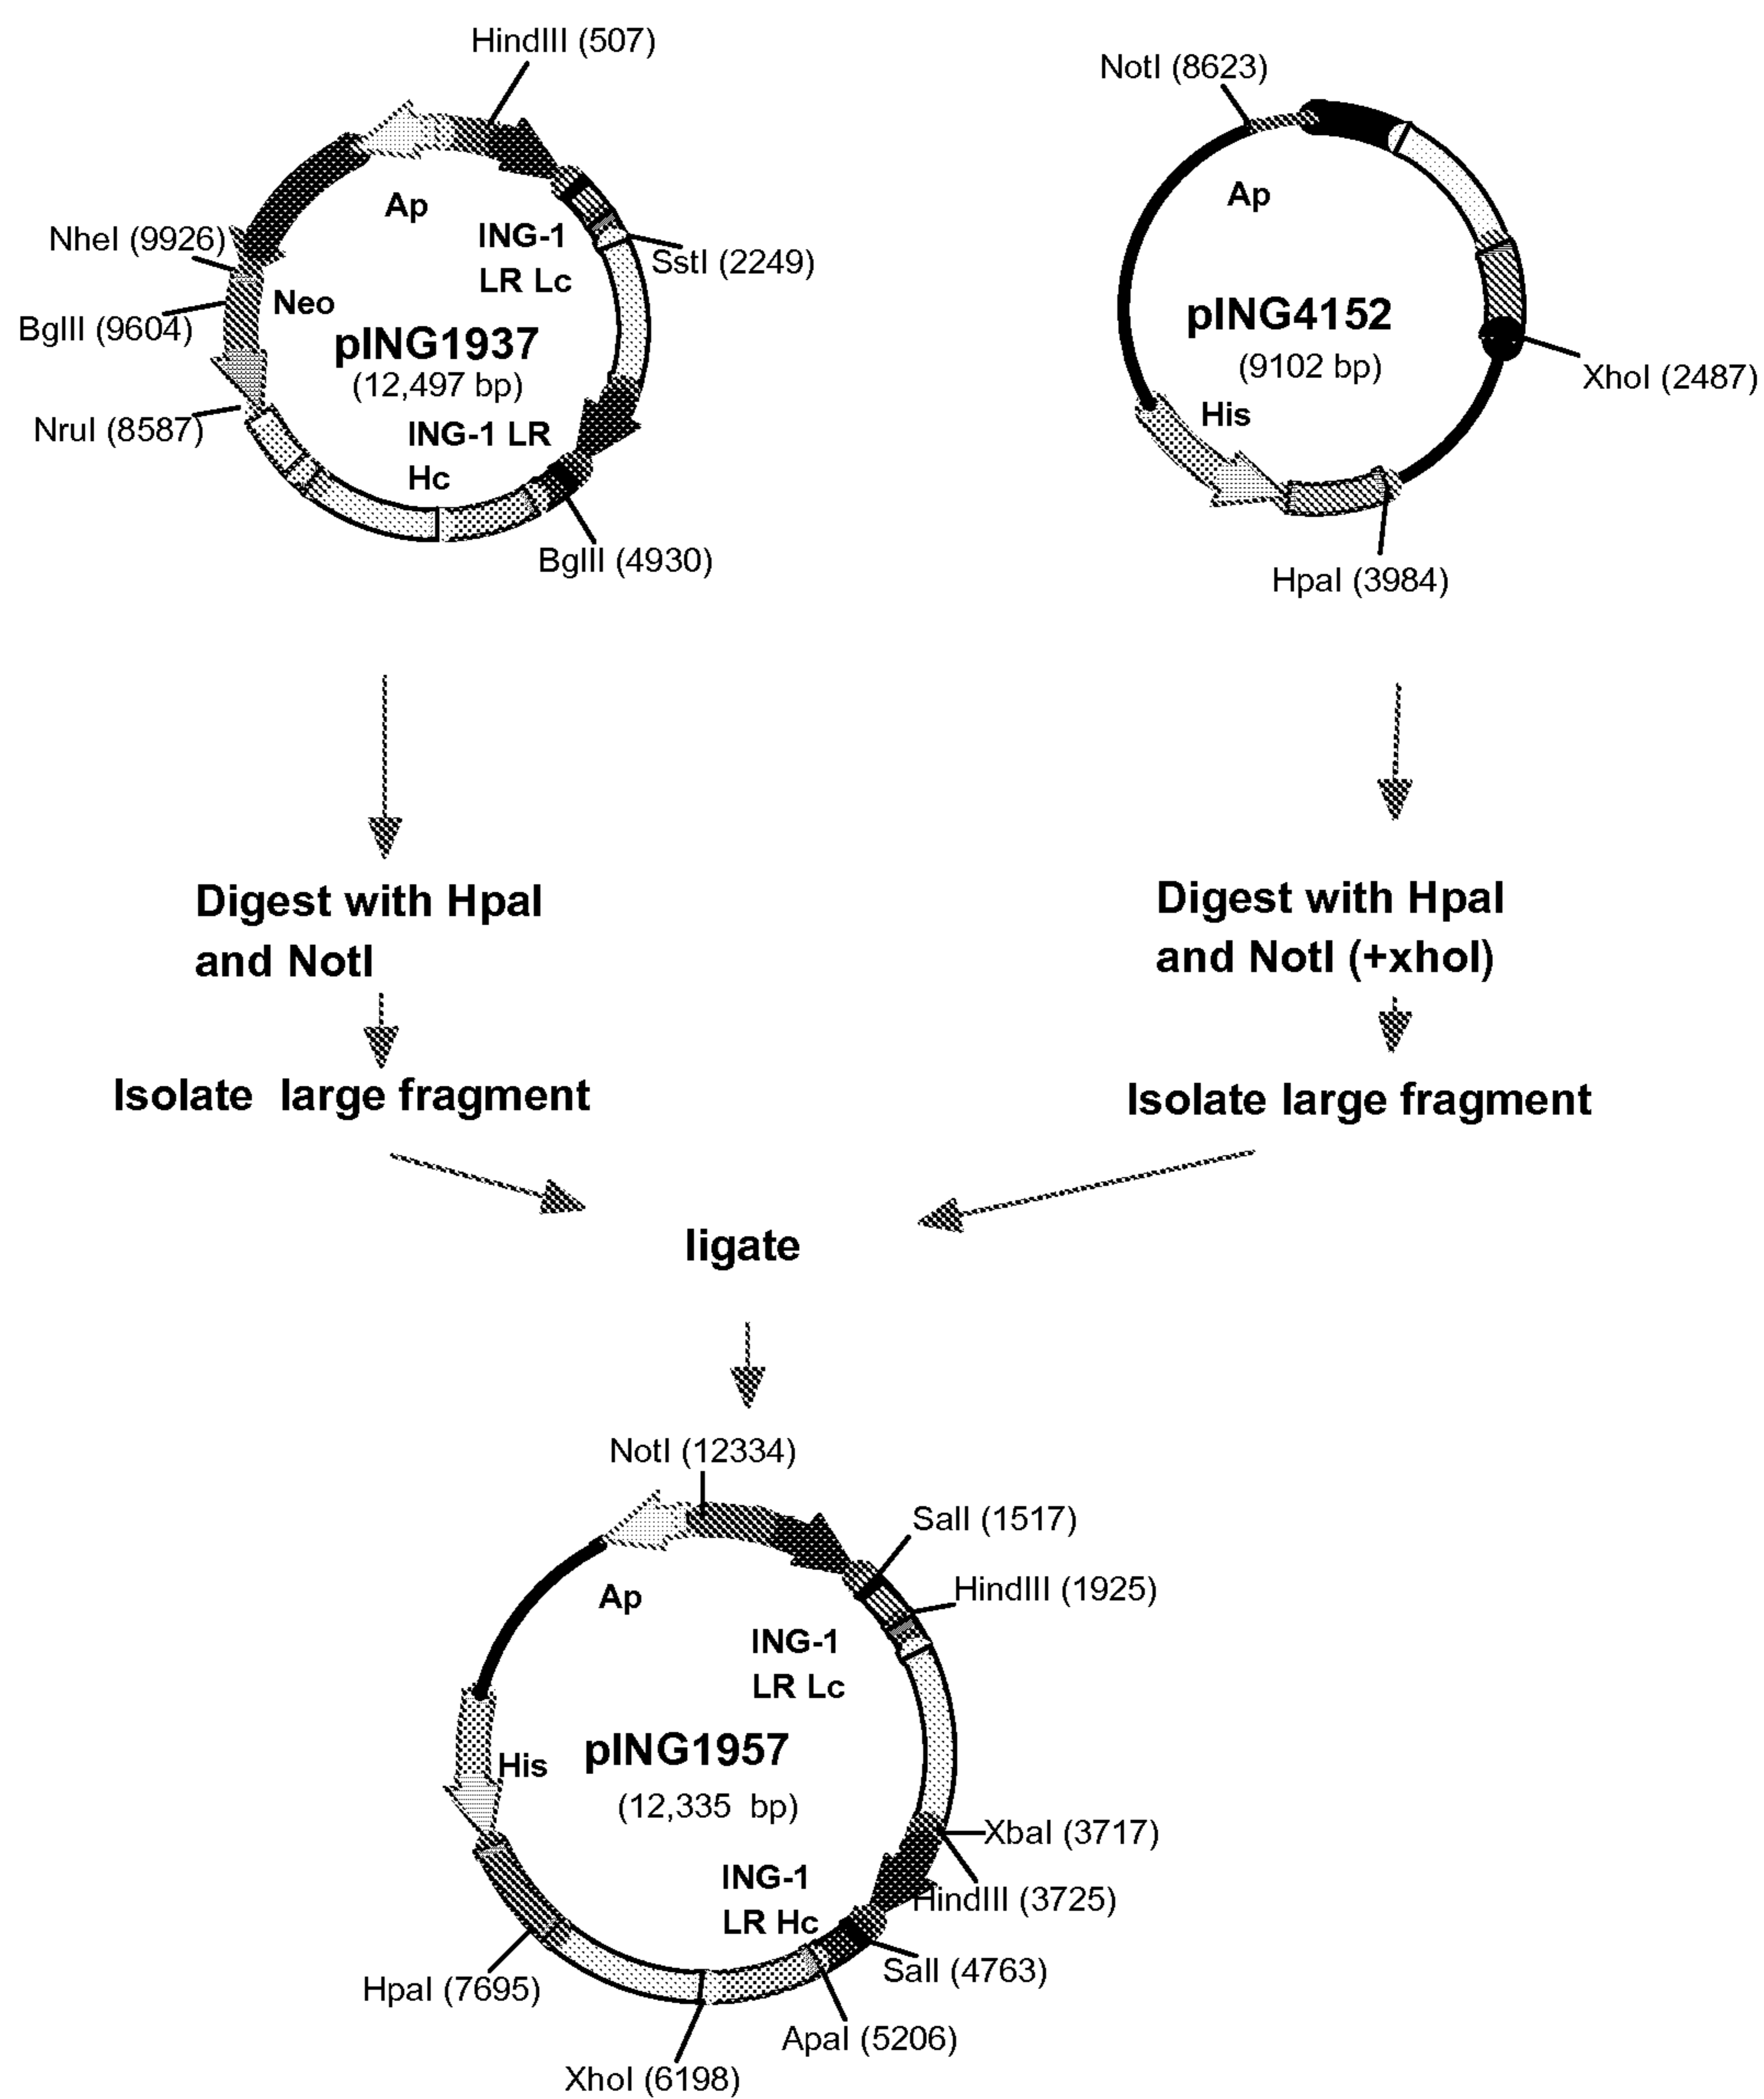 HindIII (507)
NotI (8623)
NheI (9926)
Ap
ING-1
LR Lc
SstI (2249)
Ap
Neo
BglII (9604)
pING1937
(12,497 bp)
pING4152
(9102 bp)
XhoI (2487)
NruI (8587)
ING-1 LR
Hc
His
BglII (4930)
HpaI (3984)
Digest with HpaI
and NotI
Digest with HpaI
and NotI (+xhoI)
Isolate large fragment
Isolate large fragment
ligate
NotI (12334)
SalI (1517)
HindIII (1925)
Ap
ING-1
LR Lc
pING1957
(12,335 bp)
His
XbaI (3717)
HindIII (3725)
ING-1
LR Hc
SalI (4763)
HpaI (7695)
ApaI (5206)
XhoI (6198)